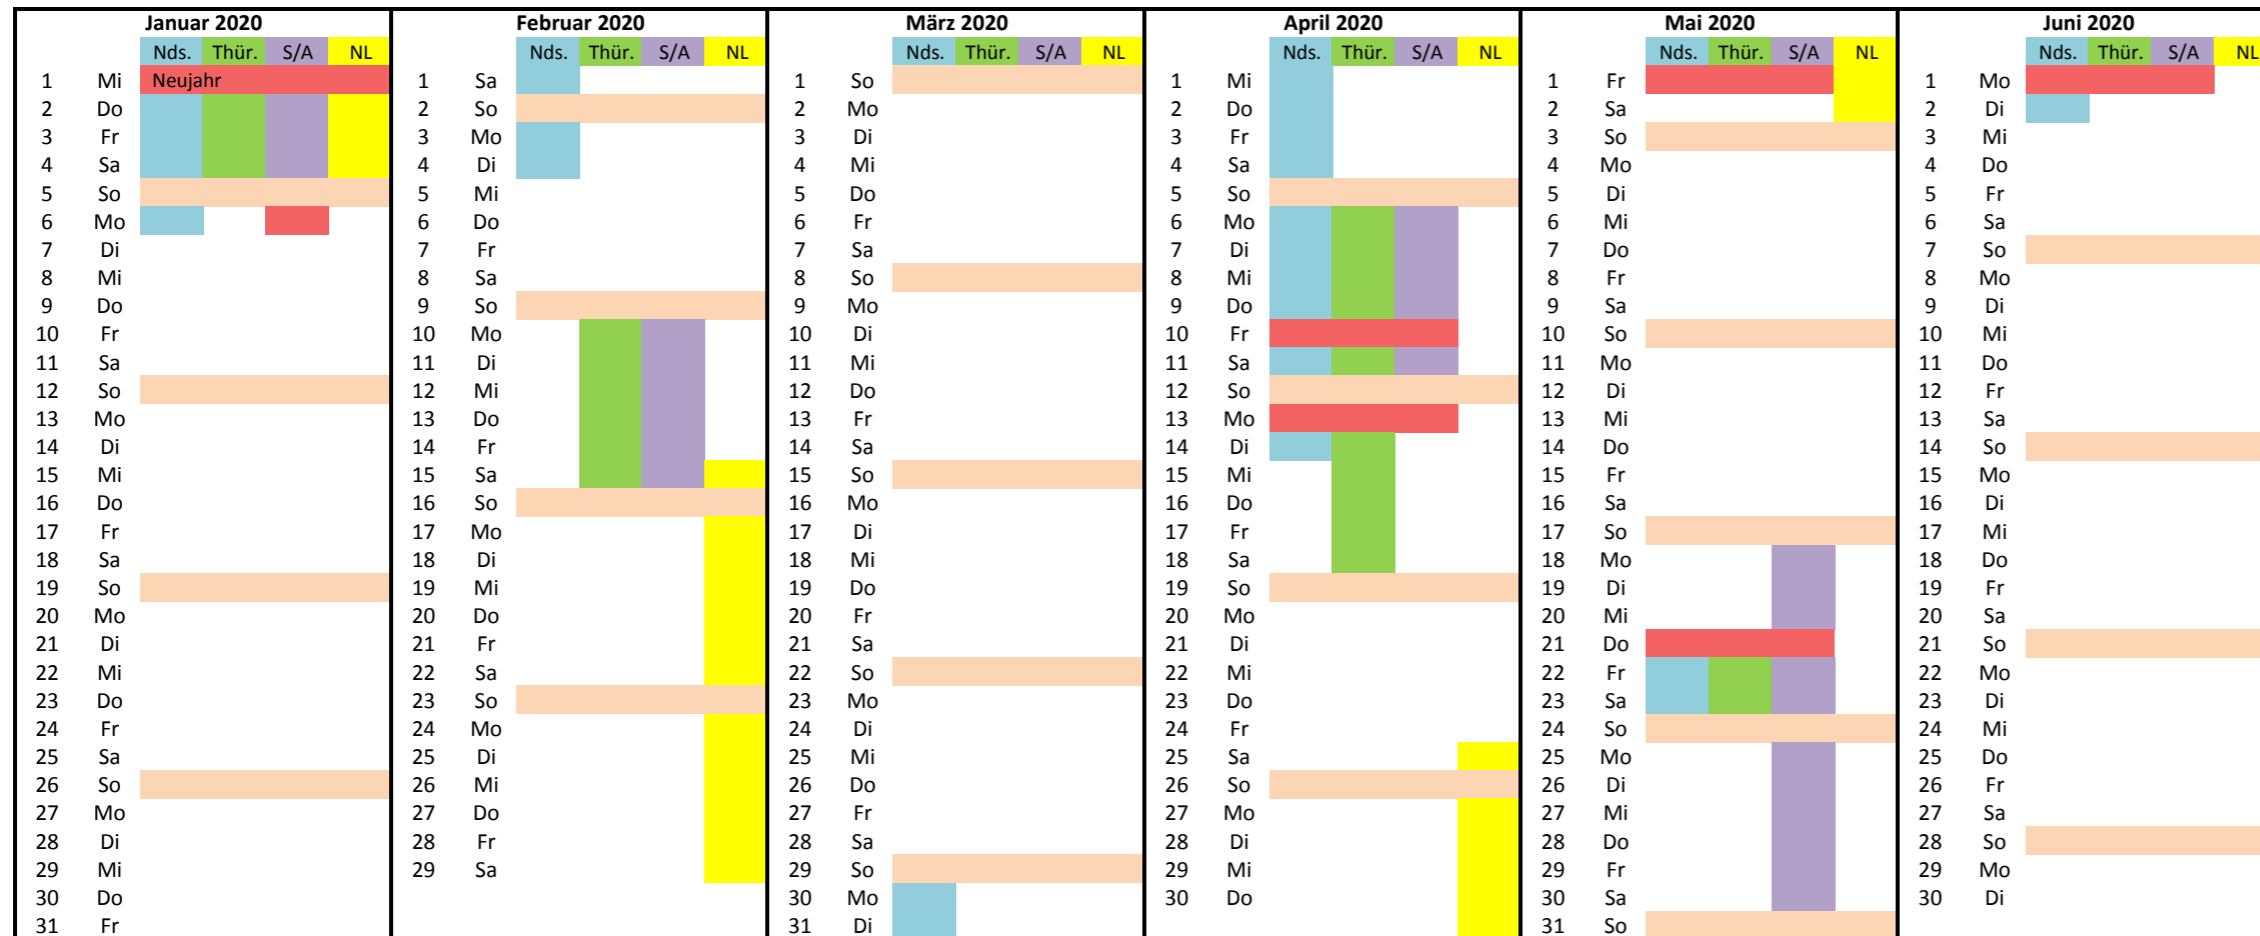 Januar 2020 Februar 2020 März 2020 April 2020 Mai 2020 Juni 2020
Nds. Thür. S/A NL Nds. Thür. S/A NL Nds. Thür. S/A NL Nds. Thür. S/A NL Nds. Thür. S/A NL Nds. Thür. S/A NL
1 Mi Neujahr 1 Sa 1 So 1 Mi 1 Fr 1 Mo
2 Do 2 So 2 Mo 2 Do 2 Sa 2 Di
3 Fr 3 Mo 3 Di 3 Fr 3 So 3 Mi
4 Sa 4 Di 4 Mi 4 Sa 4 Mo 4 Do
5 So 5 Mi 5 Do 5 So 5 Di 5 Fr
6 Mo 6 Do 6 Fr 6 Mo 6 Mi 6 Sa
7 Di 7 Fr 7 Sa 7 Di 7 Do 7 So
8 Mi 8 Sa 8 So 8 Mi 8 Fr 8 Mo
9 Do 9 So 9 Mo 9 Do 9 Sa 9 Di
10 Fr 10 Mo 10 Di 10 Fr 10 So 10 Mi
11 Sa 11 Di 11 Mi 11 Sa 11 Mo 11 Do
12 So 12 Mi 12 Do 12 So 12 Di 12 Fr
13 Mo 13 Do 13 Fr 13 Mo 13 Mi 13 Sa
14 Di 14 Fr 14 Sa 14 Di 14 Do 14 So
15 Mi 15 Sa 15 So 15 Mi 15 Fr 15 Mo
16 Do 16 So 16 Mo 16 Do 16 Sa 16 Di
17 Fr 17 Mo 17 Di 17 Fr 17 So 17 Mi
18 Sa 18 Di 18 Mi 18 Sa 18 Mo 18 Do
19 So 19 Mi 19 Do 19 So 19 Di 19 Fr
20 Mo 20 Do 20 Fr 20 Mo 20 Mi 20 Sa
21 Di 21 Fr 21 Sa 21 Di 21 Do 21 So
22 Mi 22 Sa 22 So 22 Mi 22 Fr 22 Mo
23 Do 23 So 23 Mo 23 Do 23 Sa 23 Di
24 Fr 24 Mo 24 Di 24 Fr 24 So 24 Mi
25 Sa 25 Di 25 Mi 25 Sa 25 Mo 25 Do
26 So 26 Mi 26 Do 26 So 26 Di 26 Fr
27 Mo 27 Do 27 Fr 27 Mo 27 Mi 27 Sa
28 Di 28 Fr 28 Sa 28 Di 28 Do 28 So
29 Mi 29 Sa 29 So 29 Mi 29 Fr 29 Mo
30 Do 30 Mo 30 Do 30 Sa 30 Di
31 Fr 31 Di 31 So